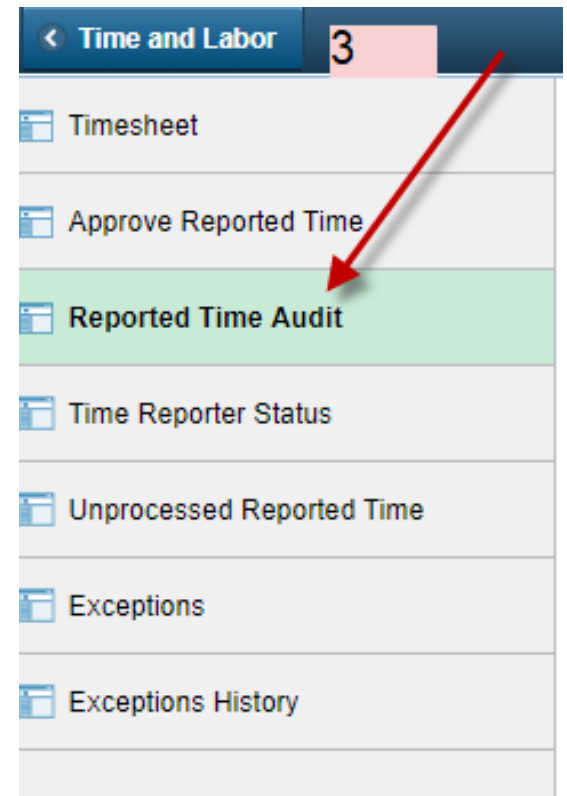 Time and Labor
3
Timesheet
Approve Reported Time
Reported Time Audit
Time Reporter Status
Unprocessed Reported Time
Exceptions
Exceptions History